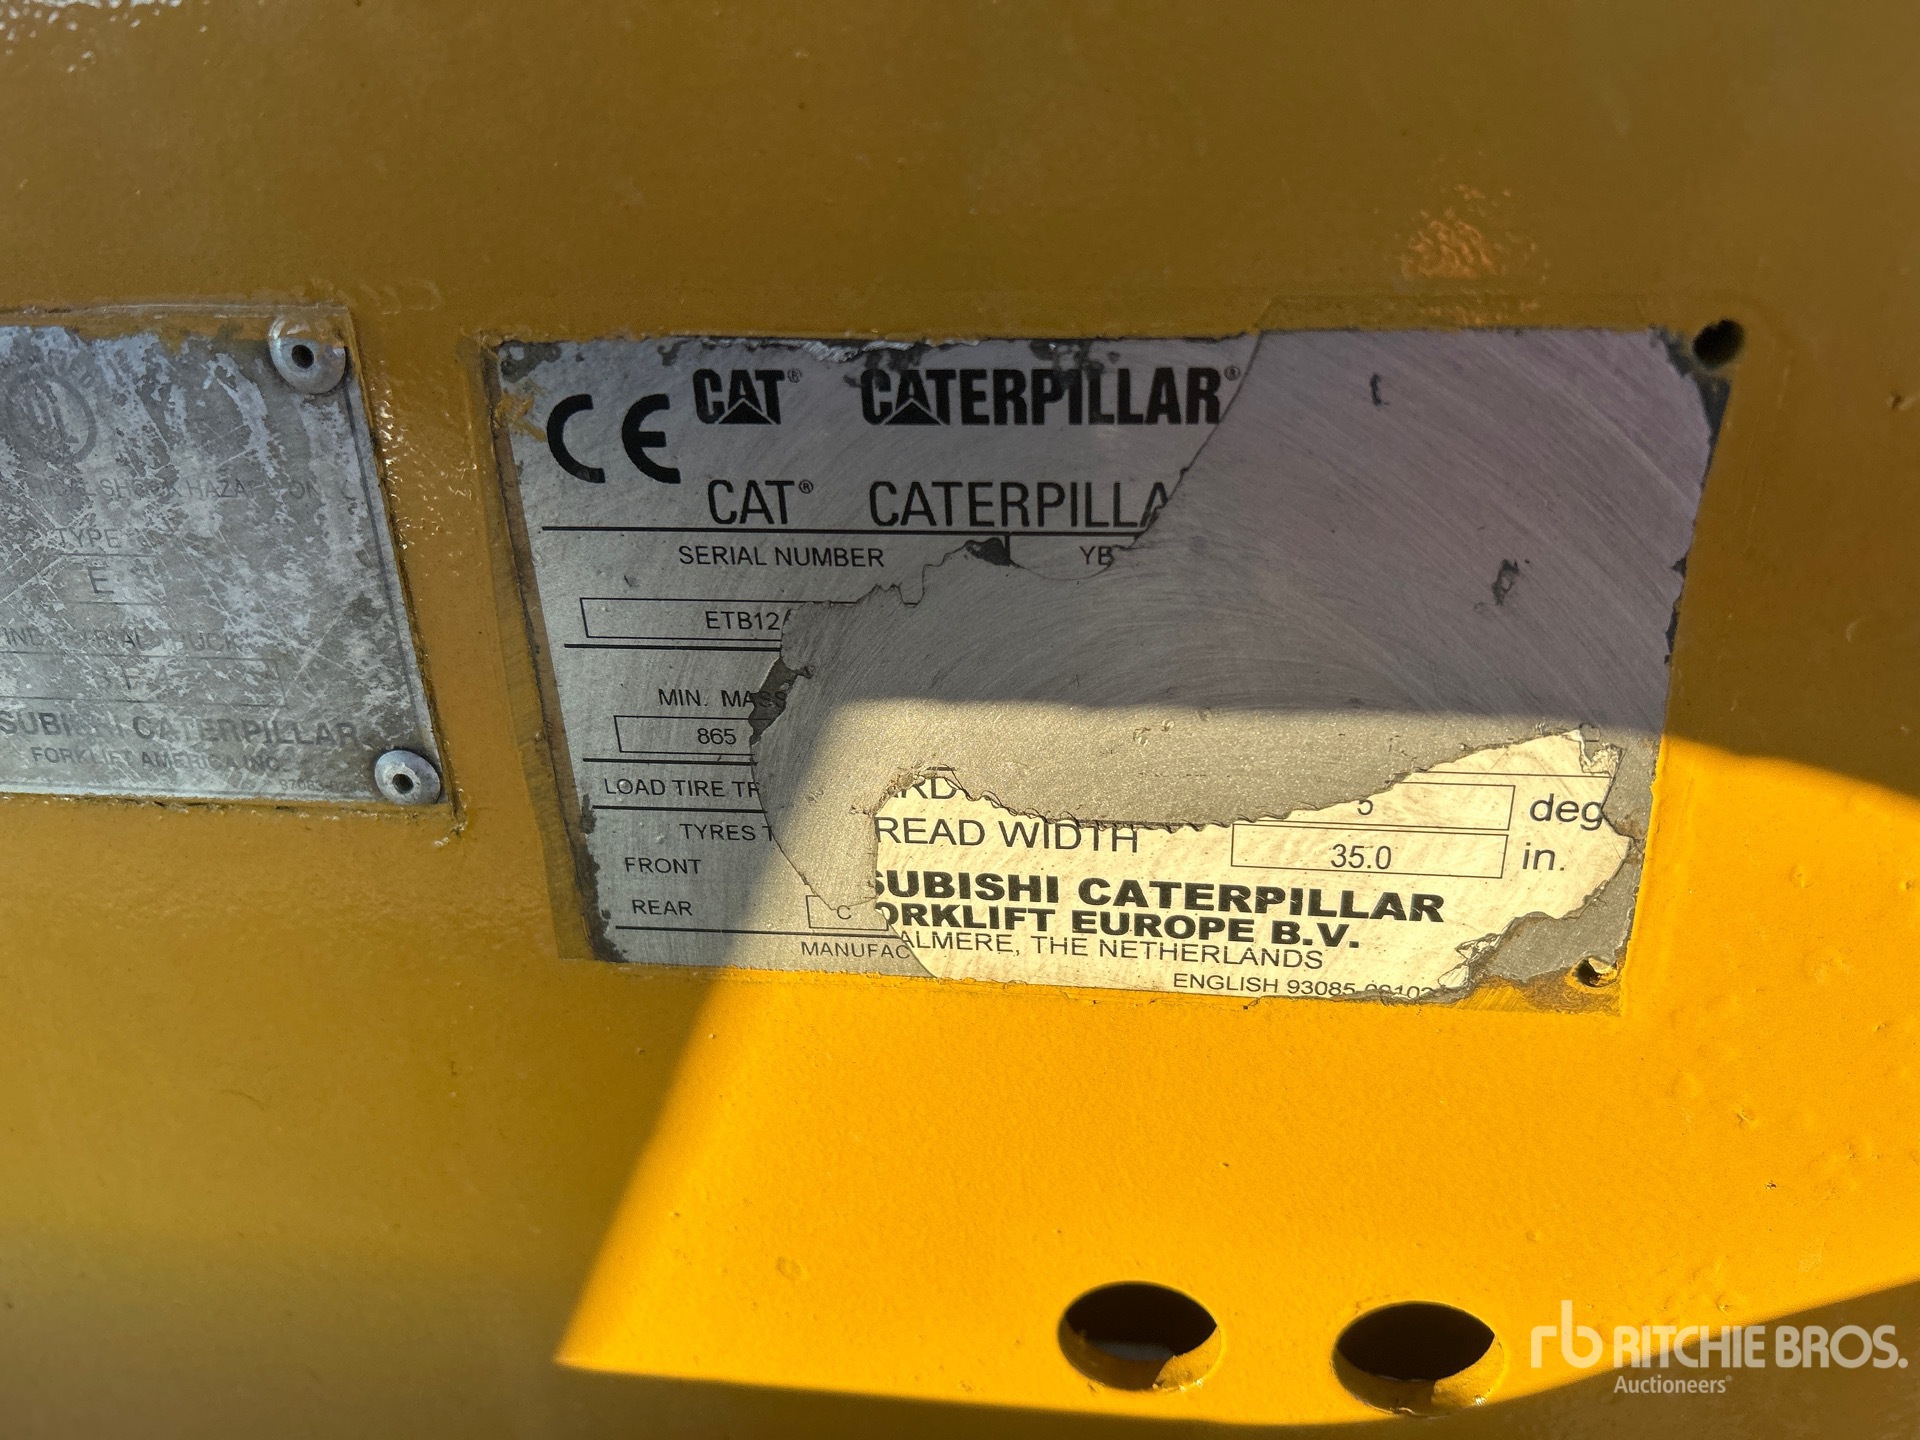 TYPE
E
SUBISHI CATERPILLAR
FORKLIFT AMERICA INC.
CE CAT® CATERPILLAR®
CAT® CATERPILLA
SERIAL NUMBER YB
ETB12
MIN. MASS
865
LOAD TIRE TR
TYRES T
FRONT
REAR C
MANUFAC
5 deg
READ WIDTH 35.0 in.
SUBISHI CATERPILLAR
ORKLIFT EUROPE B.V.
ALMERE, THE NETHERLANDS
ENGLISH 93085
rb RITCHIE BROS.
Auctioneers